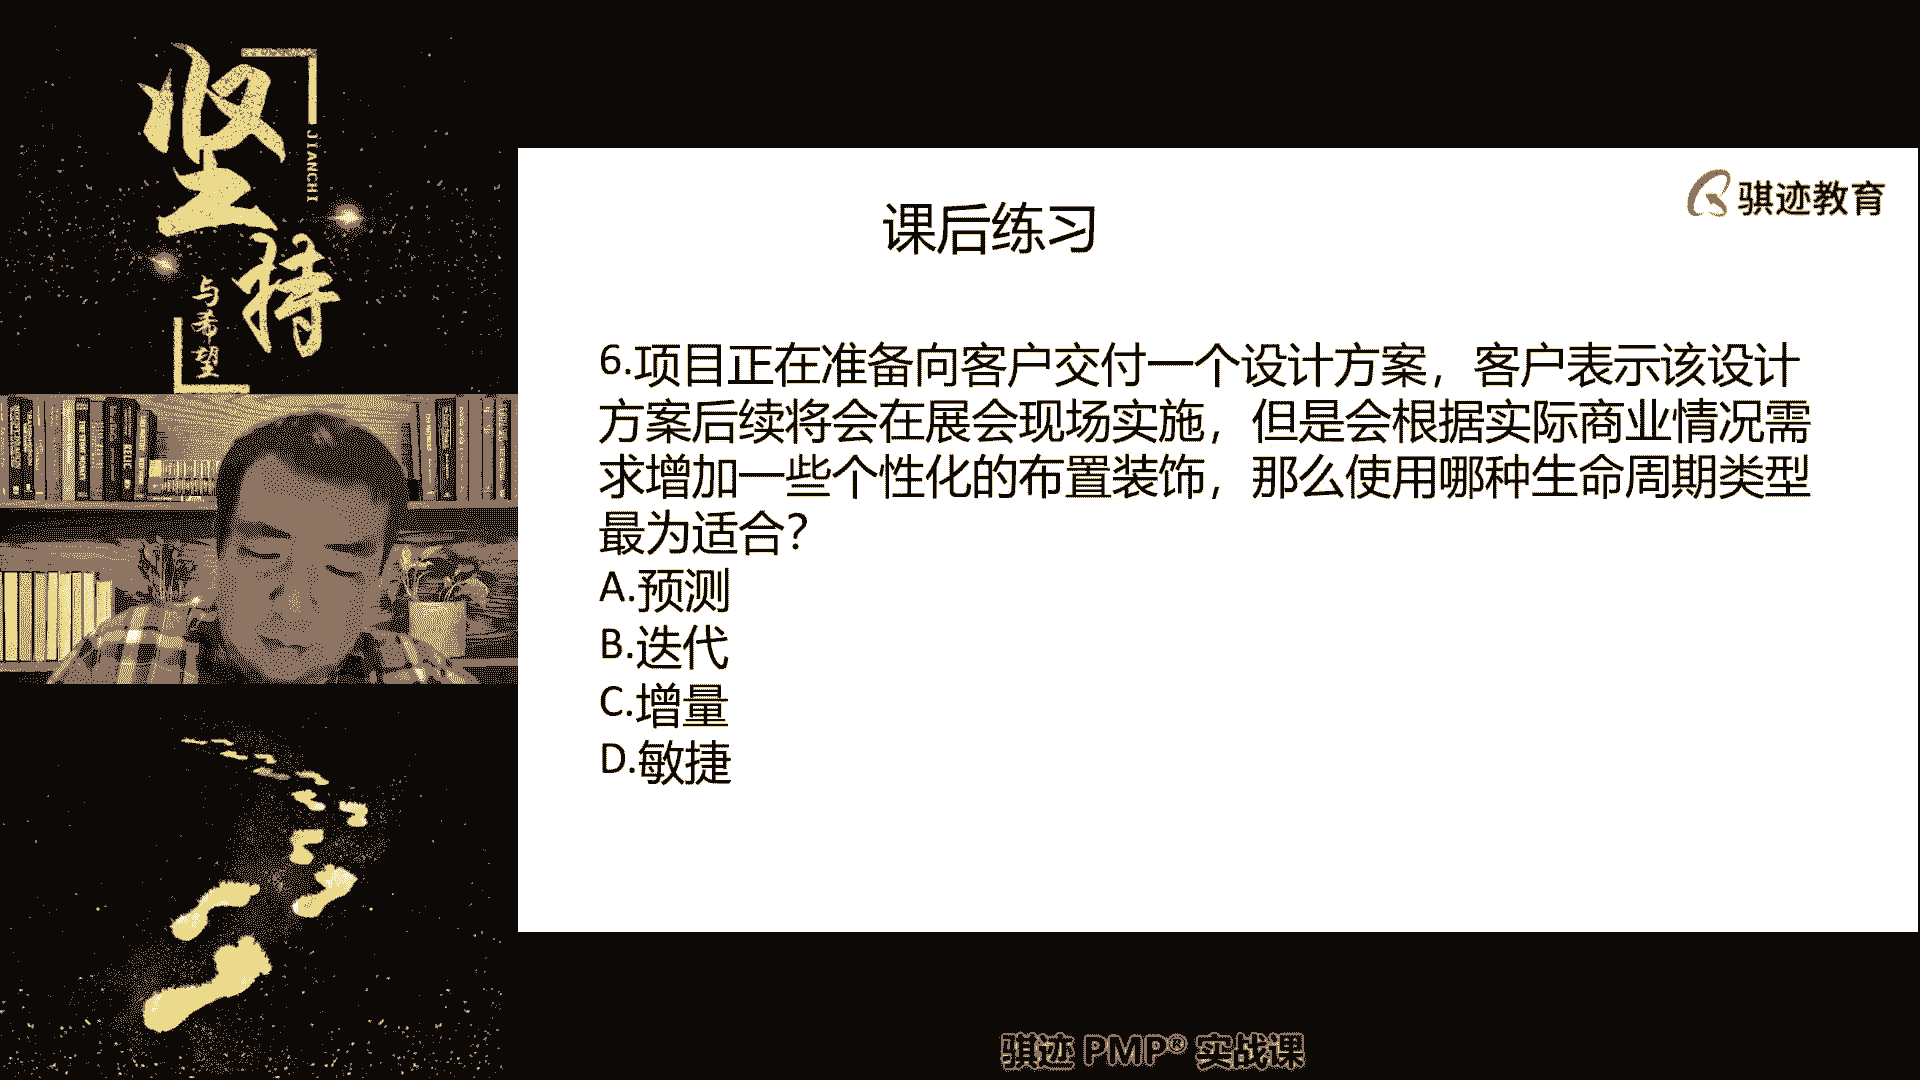 坚持
JIANCHI
与希望
骐迹教育
课后练习
6.项目正在准备向客户交付一个设计方案，客户表示该设计
方案后续将会在展会现场实施，但是会根据实际商业情况需
求增加一些个性化的布置装饰，那么使用哪种生命周期类型
最为适合?
A.预测
B.迭代
C.增量
D.敏捷
骐迹 PMP® 实战课